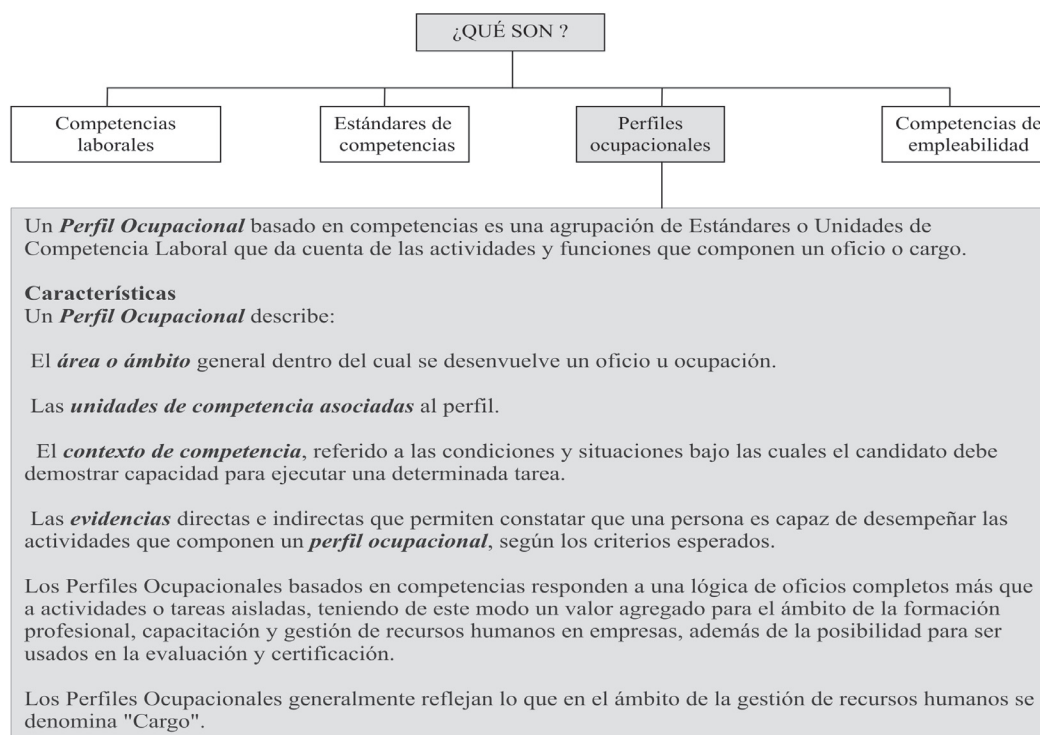 ¿QUÉ SON ?
Competencias
laborales
Estándares de
competencias
Perfiles
ocupacionales
Competencias de
empleabilidad
Un Perfil Ocupacional basado en competencias es una agrupación de Estándares o Unidades de
Competencia Laboral que da cuenta de las actividades y funciones que componen un oficio o cargo.
Características
Un Perfil Ocupacional describe:
El área o ámbito general dentro del cual se desenvuelve un oficio u ocupación.
Las unidades de competencia asociadas al perfil.
El contexto de competencia, referido a las condiciones y situaciones bajo las cuales el candidato debe
demostrar capacidad para ejecutar una determinada tarea.
Las evidencias directas e indirectas que permiten constatar que una persona es capaz de desempeñar las
actividades que componen un perfil ocupacional, según los criterios esperados.
Los Perfiles Ocupacionales basados en competencias responden a una lógica de oficios completos más que
a actividades o tareas aisladas, teniendo de este modo un valor agregado para el ámbito de la formación
profesional, capacitación y gestión de recursos humanos en empresas, además de la posibilidad para ser
usados en la evaluación y certificación.
Los Perfiles Ocupacionales generalmente reflejan lo que en el ámbito de la gestión de recursos humanos se
denomina "Cargo".